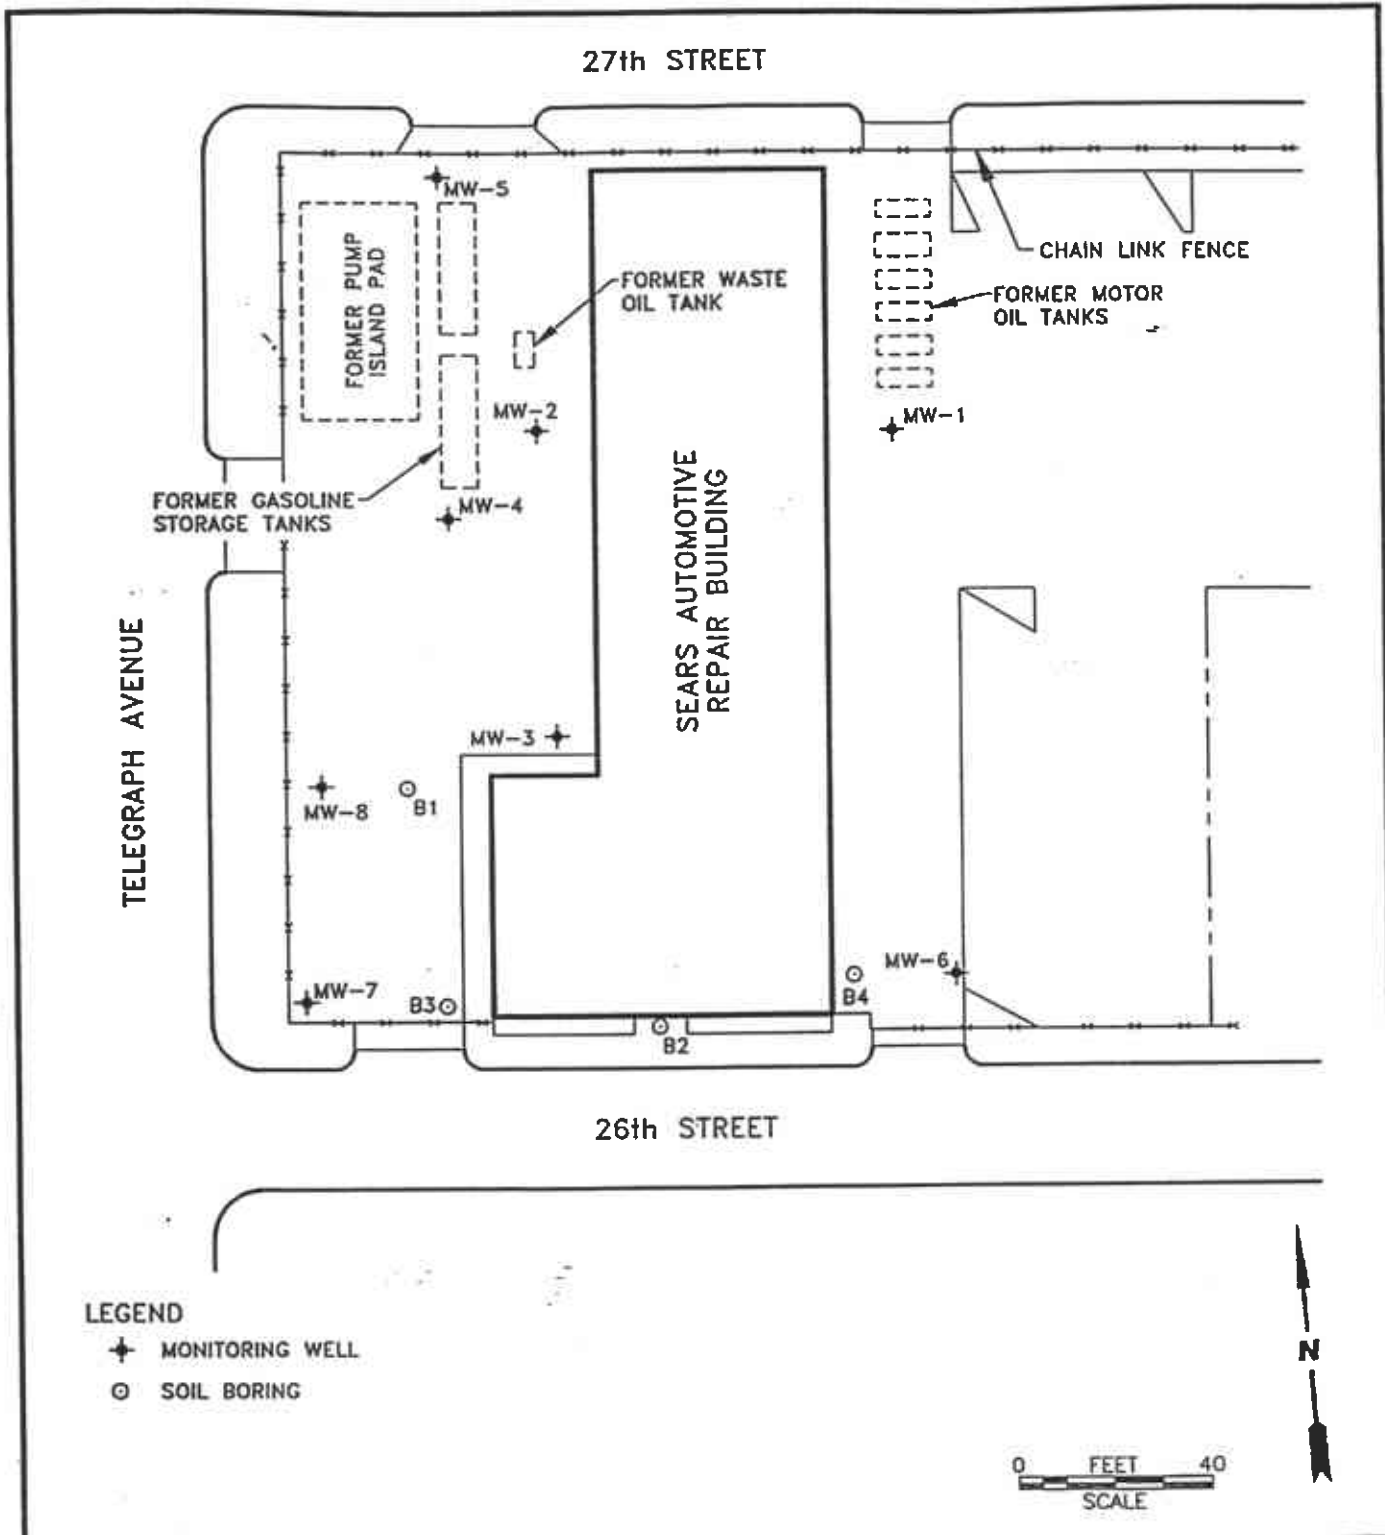 27th STREET
MW-5
FORMER PUMP
ISLAND PAD
FORMER WASTE
OIL TANK
CHAIN LINK FENCE
FORMER MOTOR
OIL TANKS
MW-2
MW-1
FORMER GASOLINE
STORAGE TANKS
MW-4
SEARS AUTOMOTIVE
REPAIR BUILDING
TELEGRAPH AVENUE
MW-3
MW-8
B1
MW-6
MW-7
B3
B4
B2
26th STREET
LEGEND
MONITORING WELL
SOIL BORING
N
0 FEET 40
SCALE